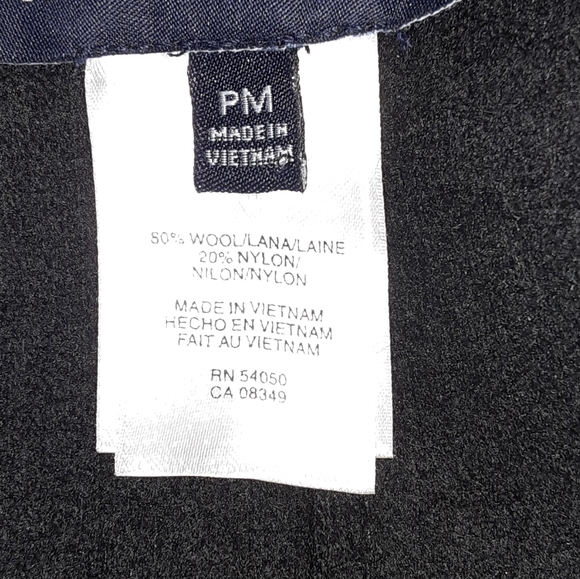 PM
MADE IN
VIETNAM
80% WOOL/LANA/LAINE
20% NYLON/
NILON/NYLON
MADE IN VIETNAM
HECHO EN VIETNAM
FAIT AU VIETNAM
RN 54050
CA 08349